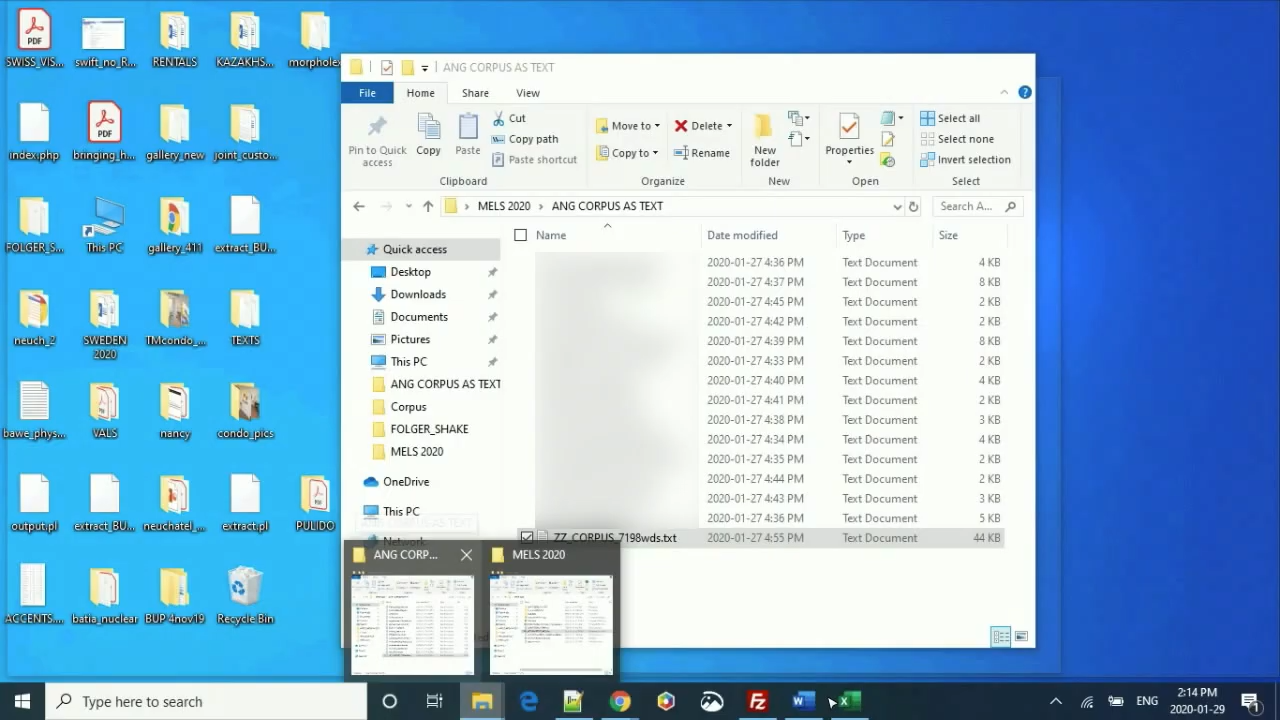 SWISS_VIS...
swift_no_R...
RENTALS
KAZAKHS...
morpholex
index.php
bringing_h...
gallery_new
joint_custo...
FOLGER_S...
This PC
gallery_411
extract_BU...
neuch_2
SWEDEN
2020
TMcondo_...
TEXTS
bawe_phys...
VALS
nancy
condo_pics
output.pl
extract_BU...
neuchatel_...
extract.pl
PULIDO
ANG CORPUS AS TEXT
File
Home
Share
View
Pin to Quick
access
Copy
Paste
Cut
Copy path
Paste shortcut
Move to
Copy to
Delete
Rename
New
folder
Properties
Select all
Select none
Invert selection
Clipboard
Organize
New
Open
Select
MELS 2020 > ANG CORPUS AS TEXT
Search A...
Name
Date modified
Type
Size
Quick access
Desktop
Downloads
Documents
Pictures
This PC
ANG CORPUS AS TEXT
Corpus
FOLGER_SHAKE
MELS 2020
OneDrive
This PC
Network
2020-01-27 4:36 PM Text Document 4 KB
2020-01-27 4:37 PM Text Document 8 KB
2020-01-27 4:45 PM Text Document 2 KB
2020-01-27 4:42 PM Text Document 2 KB
2020-01-27 4:39 PM Text Document 8 KB
2020-01-27 4:33 PM Text Document 2 KB
2020-01-27 4:40 PM Text Document 4 KB
2020-01-27 4:41 PM Text Document 2 KB
2020-01-27 4:38 PM Text Document 3 KB
2020-01-27 4:34 PM Text Document 4 KB
2020-01-27 4:35 PM Text Document 2 KB
2020-01-27 4:44 PM Text Document 2 KB
2020-01-27 4:43 PM Text Document 3 KB
2020-01-27 4:36 PM Text Document 5 KB
ZZ_CORPUS_7198wds.txt 2020-01-27 4:55 PM Text Document 44 KB
ANG CORP...
MELS 2020
Type here to search
ENG
2:14 PM
2020-01-29
1